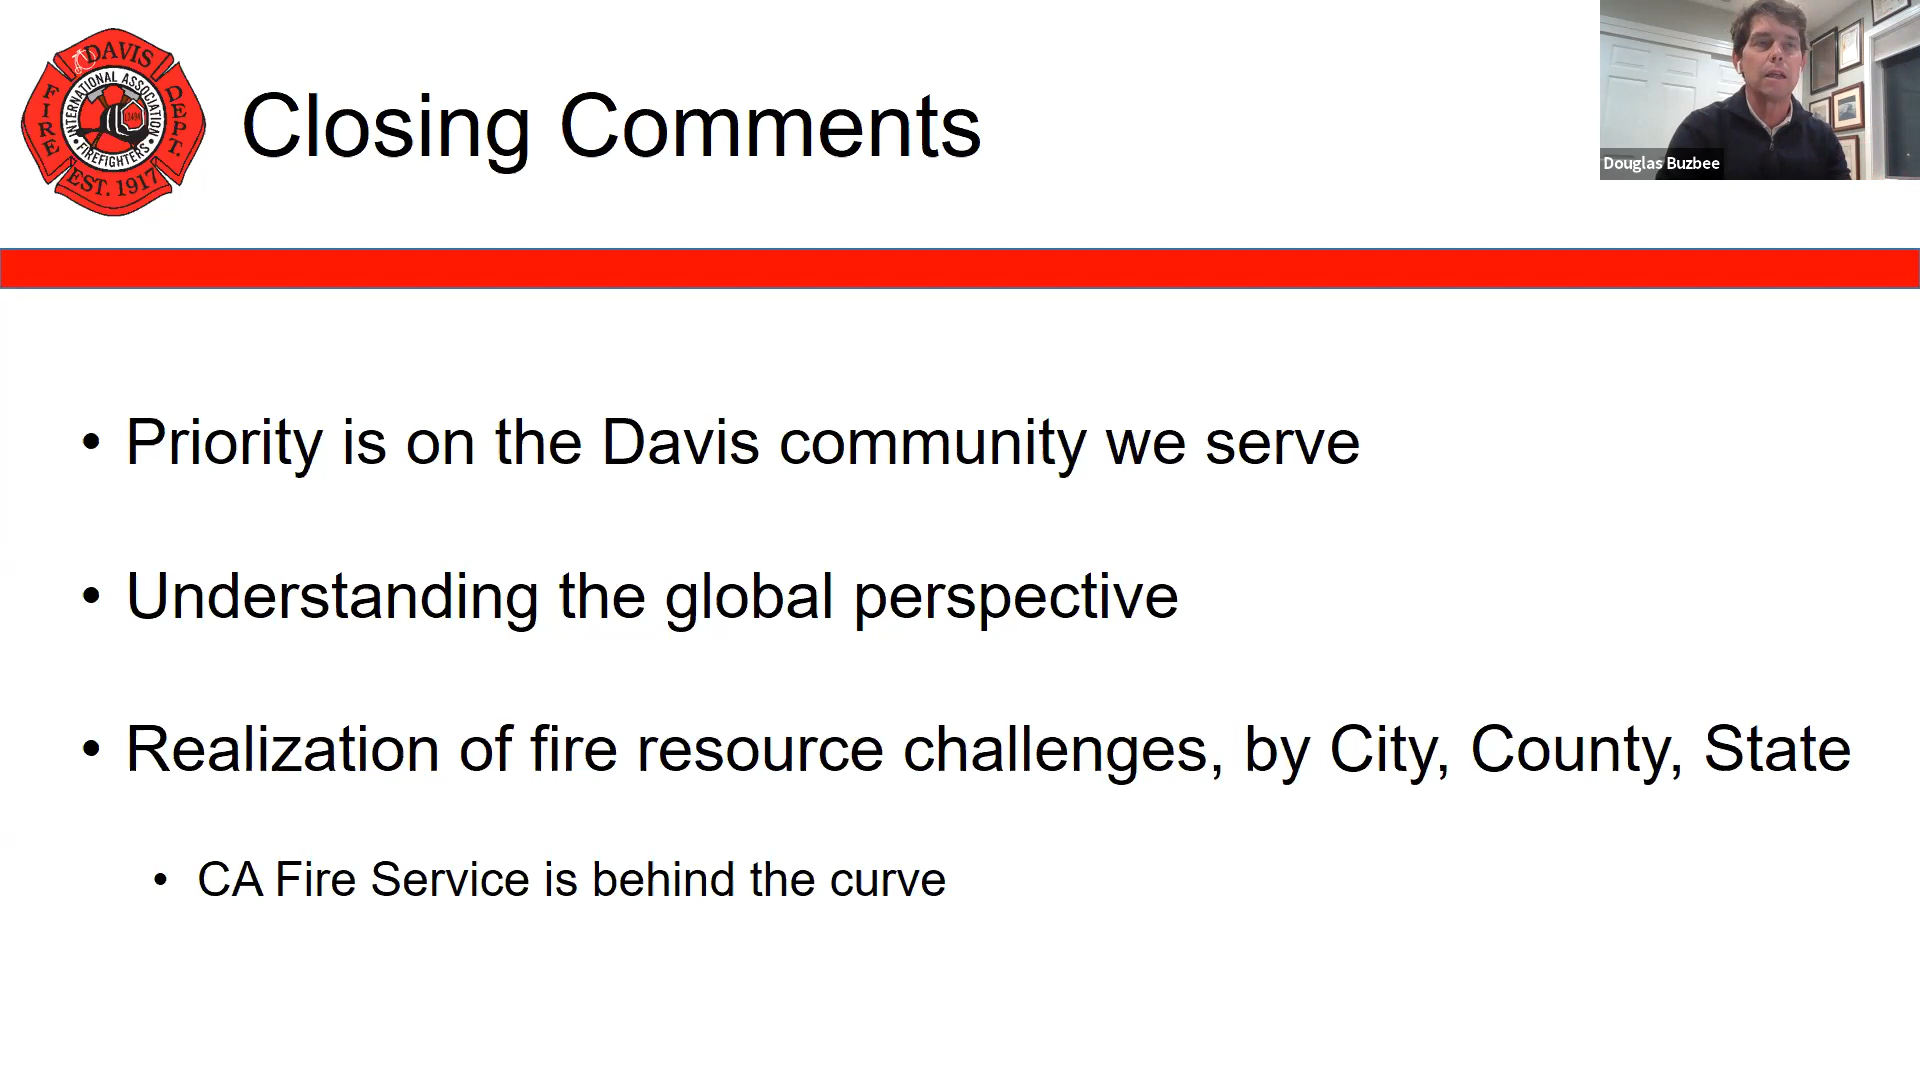 DAVIS
FIRE
DEPT.
INTERNATIONAL ASSOCIATION
FIREFIGHTERS
EST. 1917
Closing Comments
Douglas Buzbee
• Priority is on the Davis community we serve
• Understanding the global perspective
• Realization of fire resource challenges, by City, County, State
• CA Fire Service is behind the curve